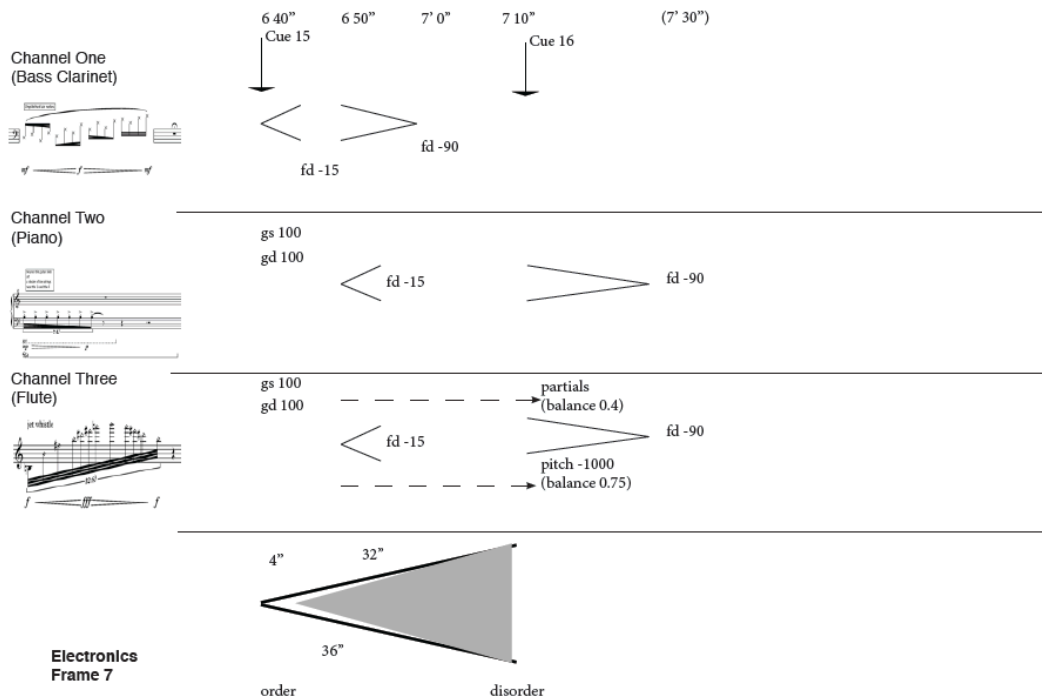 6 40” 6 50” 7’ 0” 7 10” (7’ 30”)
Cue 15
Cue 16
Channel One
(Bass Clarinet)
fd -15
fd -90
mf f mf
Channel Two
(Piano)
gs 100
gd 100
fd -15
fd -90
Channel Three
(Flute)
gs 100
gd 100
partials
(balance 0.4)
jet whistle
fd -15
fd -90
pitch -1000
(balance 0.75)
f fff f
4” 32”
36”
Electronics
Frame 7
order disorder